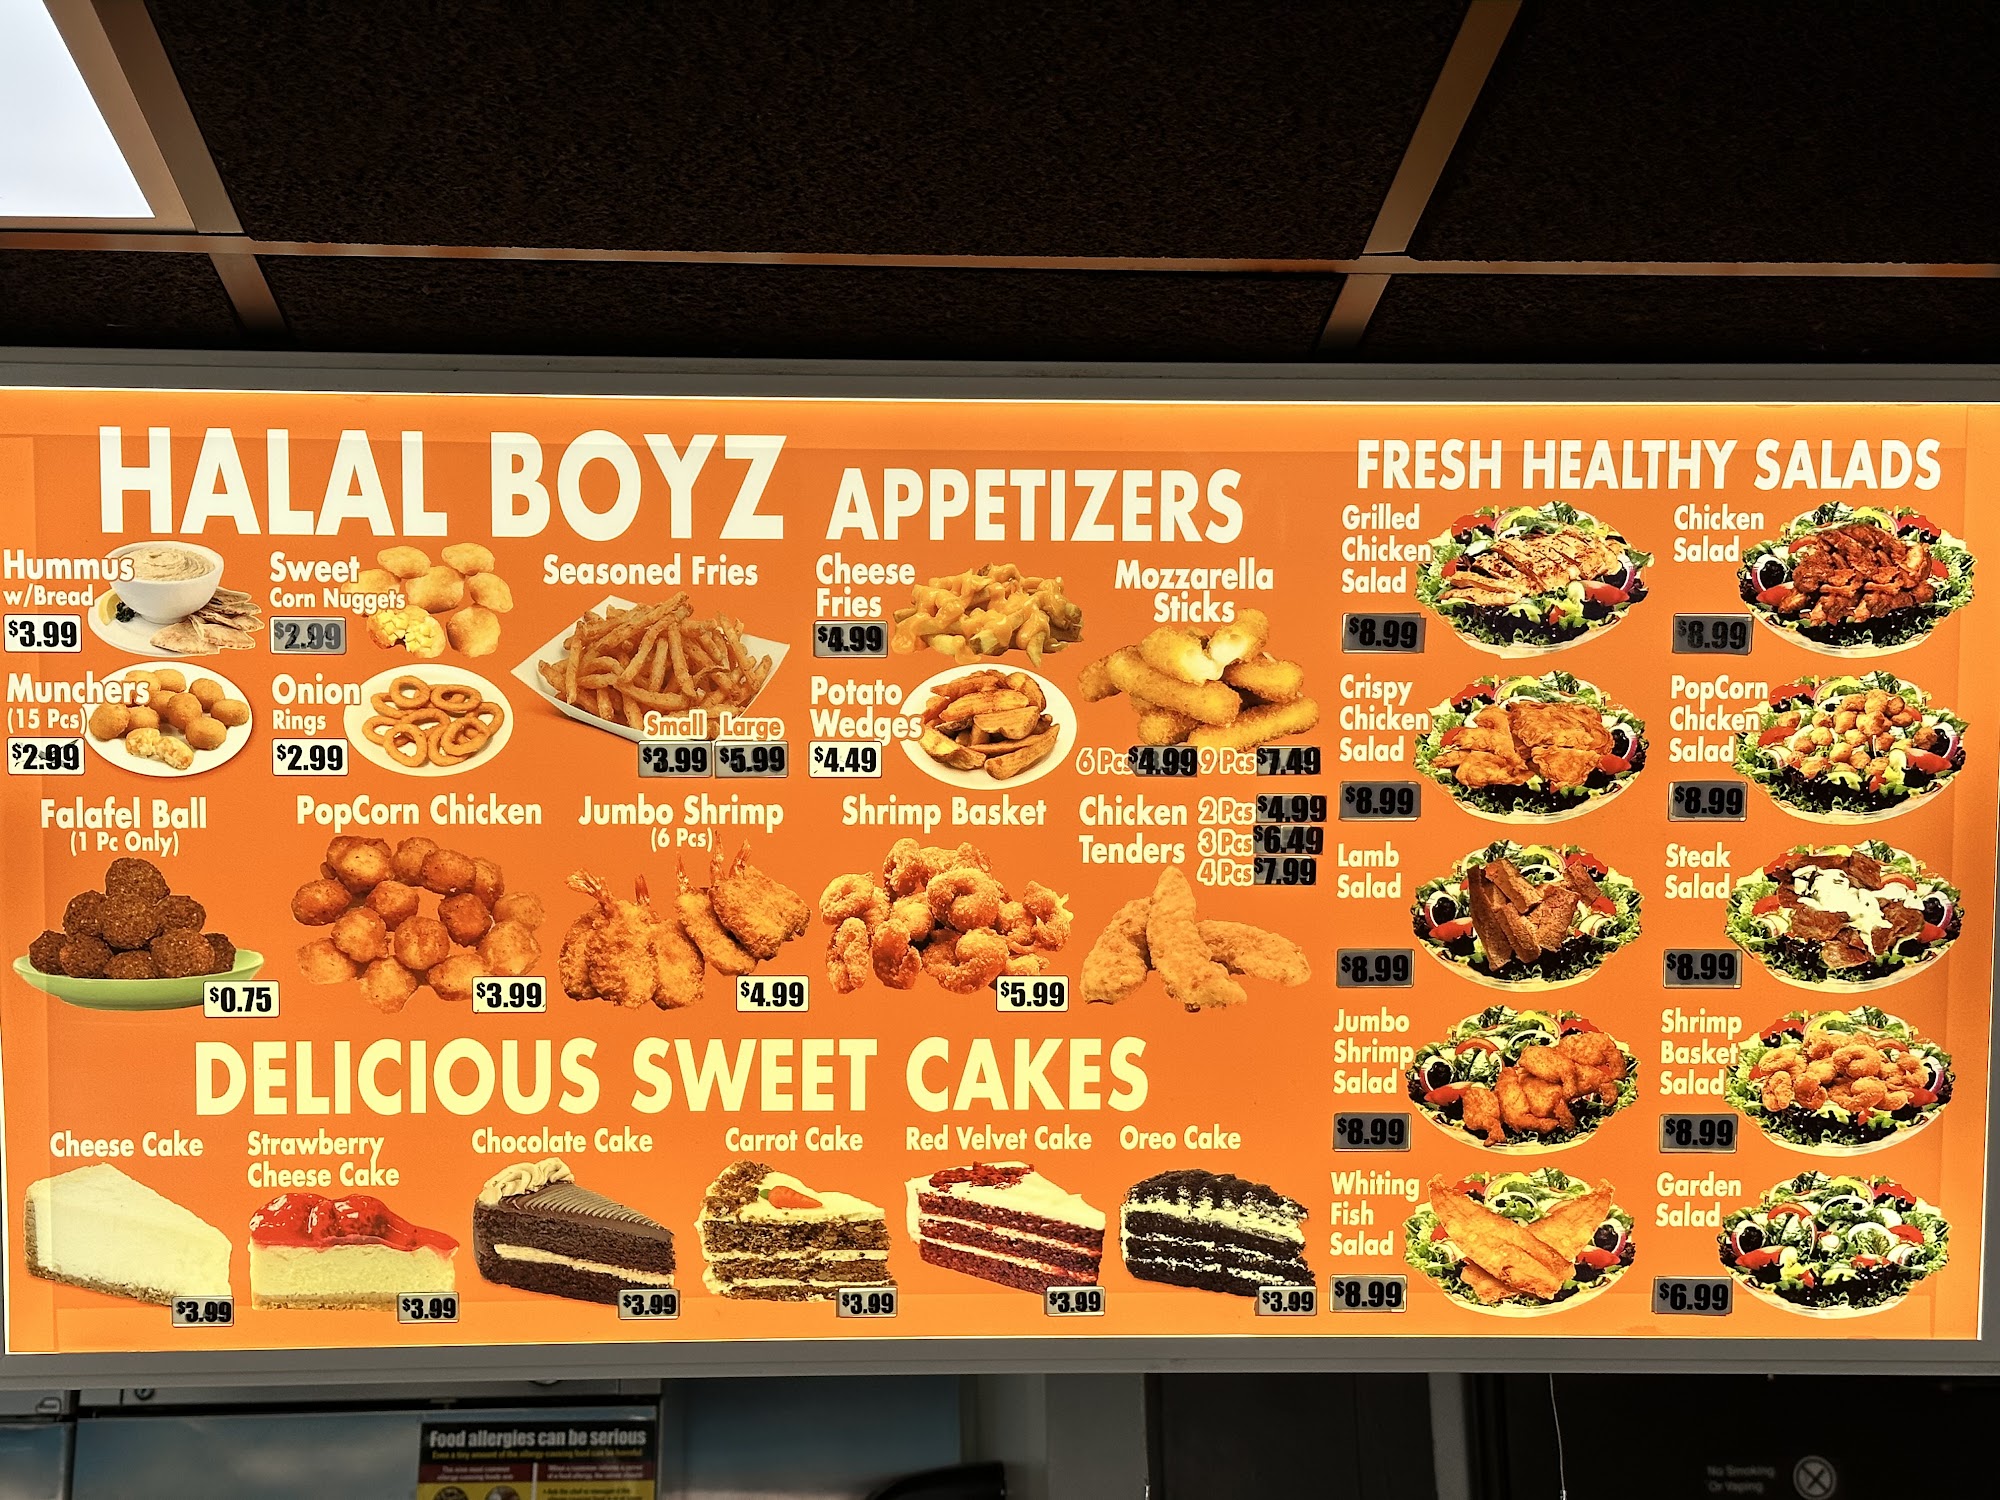 HALAL BOYZ
APPETIZERS
Hummus
w/Bread
$3.99
Sweet
Corn Nuggets
$2.99
Seasoned Fries
Small Large
$3.99 $5.99
Cheese
Fries
$4.99
Mozzarella
Sticks
6 Pcs $4.99 9 Pcs $7.49
Munchers
(15 Pcs)
$2.99
Onion
Rings
$2.99
Potato
Wedges
$4.49
Falafel Ball
(1 Pc Only)
$0.75
PopCorn Chicken
$3.99
Jumbo Shrimp
(6 Pcs)
$4.99
Shrimp Basket
$5.99
Chicken
Tenders
2 Pcs $4.99
3 Pcs $6.49
4 Pcs $7.99
DELICIOUS SWEET CAKES
Cheese Cake
$3.99
Strawberry
Cheese Cake
$3.99
Chocolate Cake
$3.99
Carrot Cake
$3.99
Red Velvet Cake
$3.99
Oreo Cake
$3.99
FRESH HEALTHY SALADS
Grilled
Chicken
Salad
$8.99
Chicken
Salad
$8.99
Crispy
Chicken
Salad
$8.99
PopCorn
Chicken
Salad
$8.99
Lamb
Salad
$8.99
Steak
Salad
$8.99
Jumbo
Shrimp
Salad
$8.99
Shrimp
Basket
Salad
$8.99
Whiting
Fish
Salad
$8.99
Garden
Salad
$6.99
Food allergies can be serious
No Smoking
Or Vaping